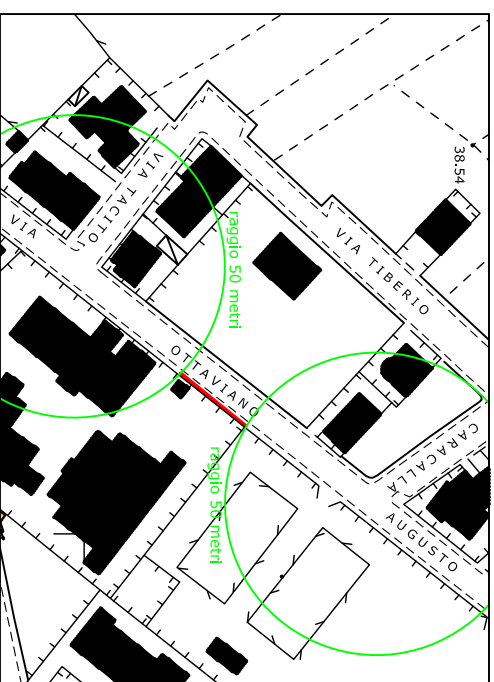 38.54
VIA TACITO
VIA
raggio 50 metri
VIA TIBERIO
OTTAVIANO
raggio 50 metri
CARACALLA
AUGUSTO